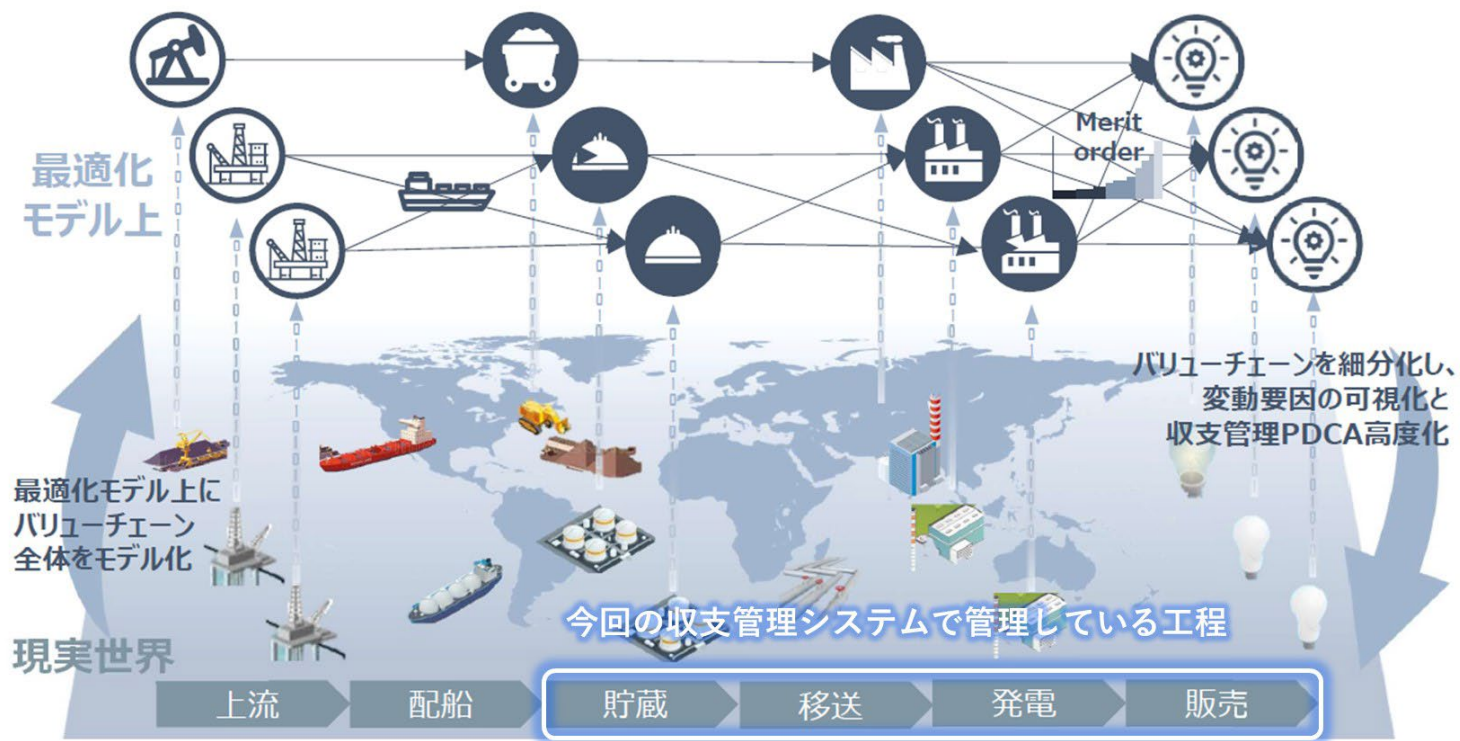 最適化
モデル上
Merit
order
バリューチェーンを細分化し、
変動要因の可視化と
収支管理PDCA高度化
最適化モデル上に
バリューチェーン
全体をモデル化
今回の収支管理システムで管理している工程
現実世界
上流
配船
貯蔵
移送
発電
販売